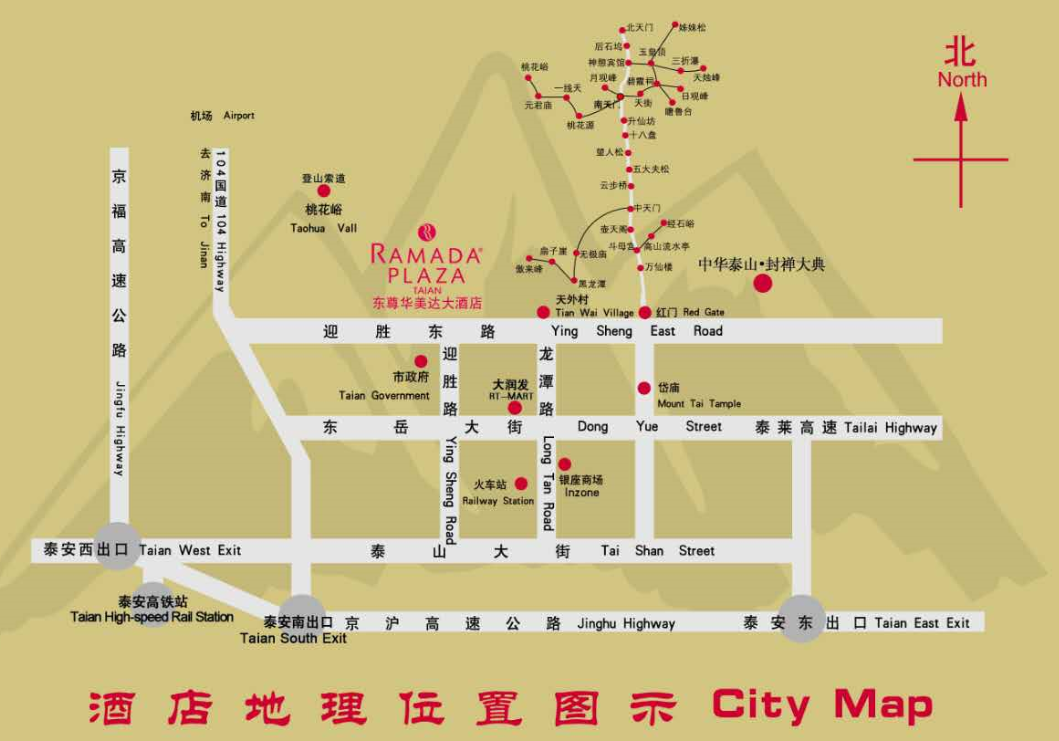 北天门
姊妹松
北
North
后石坞
玉皇顶
神憩宾馆
三折瀑
桃花峪
月观峰
碧霞祠
天烛峰
一线天
元君庙
南天门
天街
日观峰
瞻鲁台
桃花源
升仙坊
十八盘
机场 Airport
望人松
五大夫松
云步桥
京福高速公路 Jingfu Highway
去济南 To Jinan
104国道 104 Highway
登山索道
桃花峪
Taohua Vall
中天门
壶天阁
经石峪
斗母宫
高山流水亭
扇子崖
无极庙
傲来峰
黑龙潭
万仙楼
RAMADA®
PLAZA
TAIAN
东尊华美达大酒店
中华泰山·封禅大典
天外村
Tian Wai Village
红门 Red Gate
迎胜东路 Ying Sheng East Road
迎胜路 Ying Sheng Road
龙潭路 Long Tan Road
市政府
Taian Government
大润发
RT-MART
岱庙
Mount Tai Tample
东岳大街 Dong Yue Street
泰莱高速 Tailai Highway
火车站
Railway Station
银座商场
Inzone
泰安西出口 Taian West Exit
泰山大街 Tai Shan Street
泰安高铁站
Taian High-speed Rail Station
泰安南出口
Taian South Exit
京沪高速公路 Jinghu Highway
泰安东出口 Taian East Exit
酒店地理位置图示 City Map